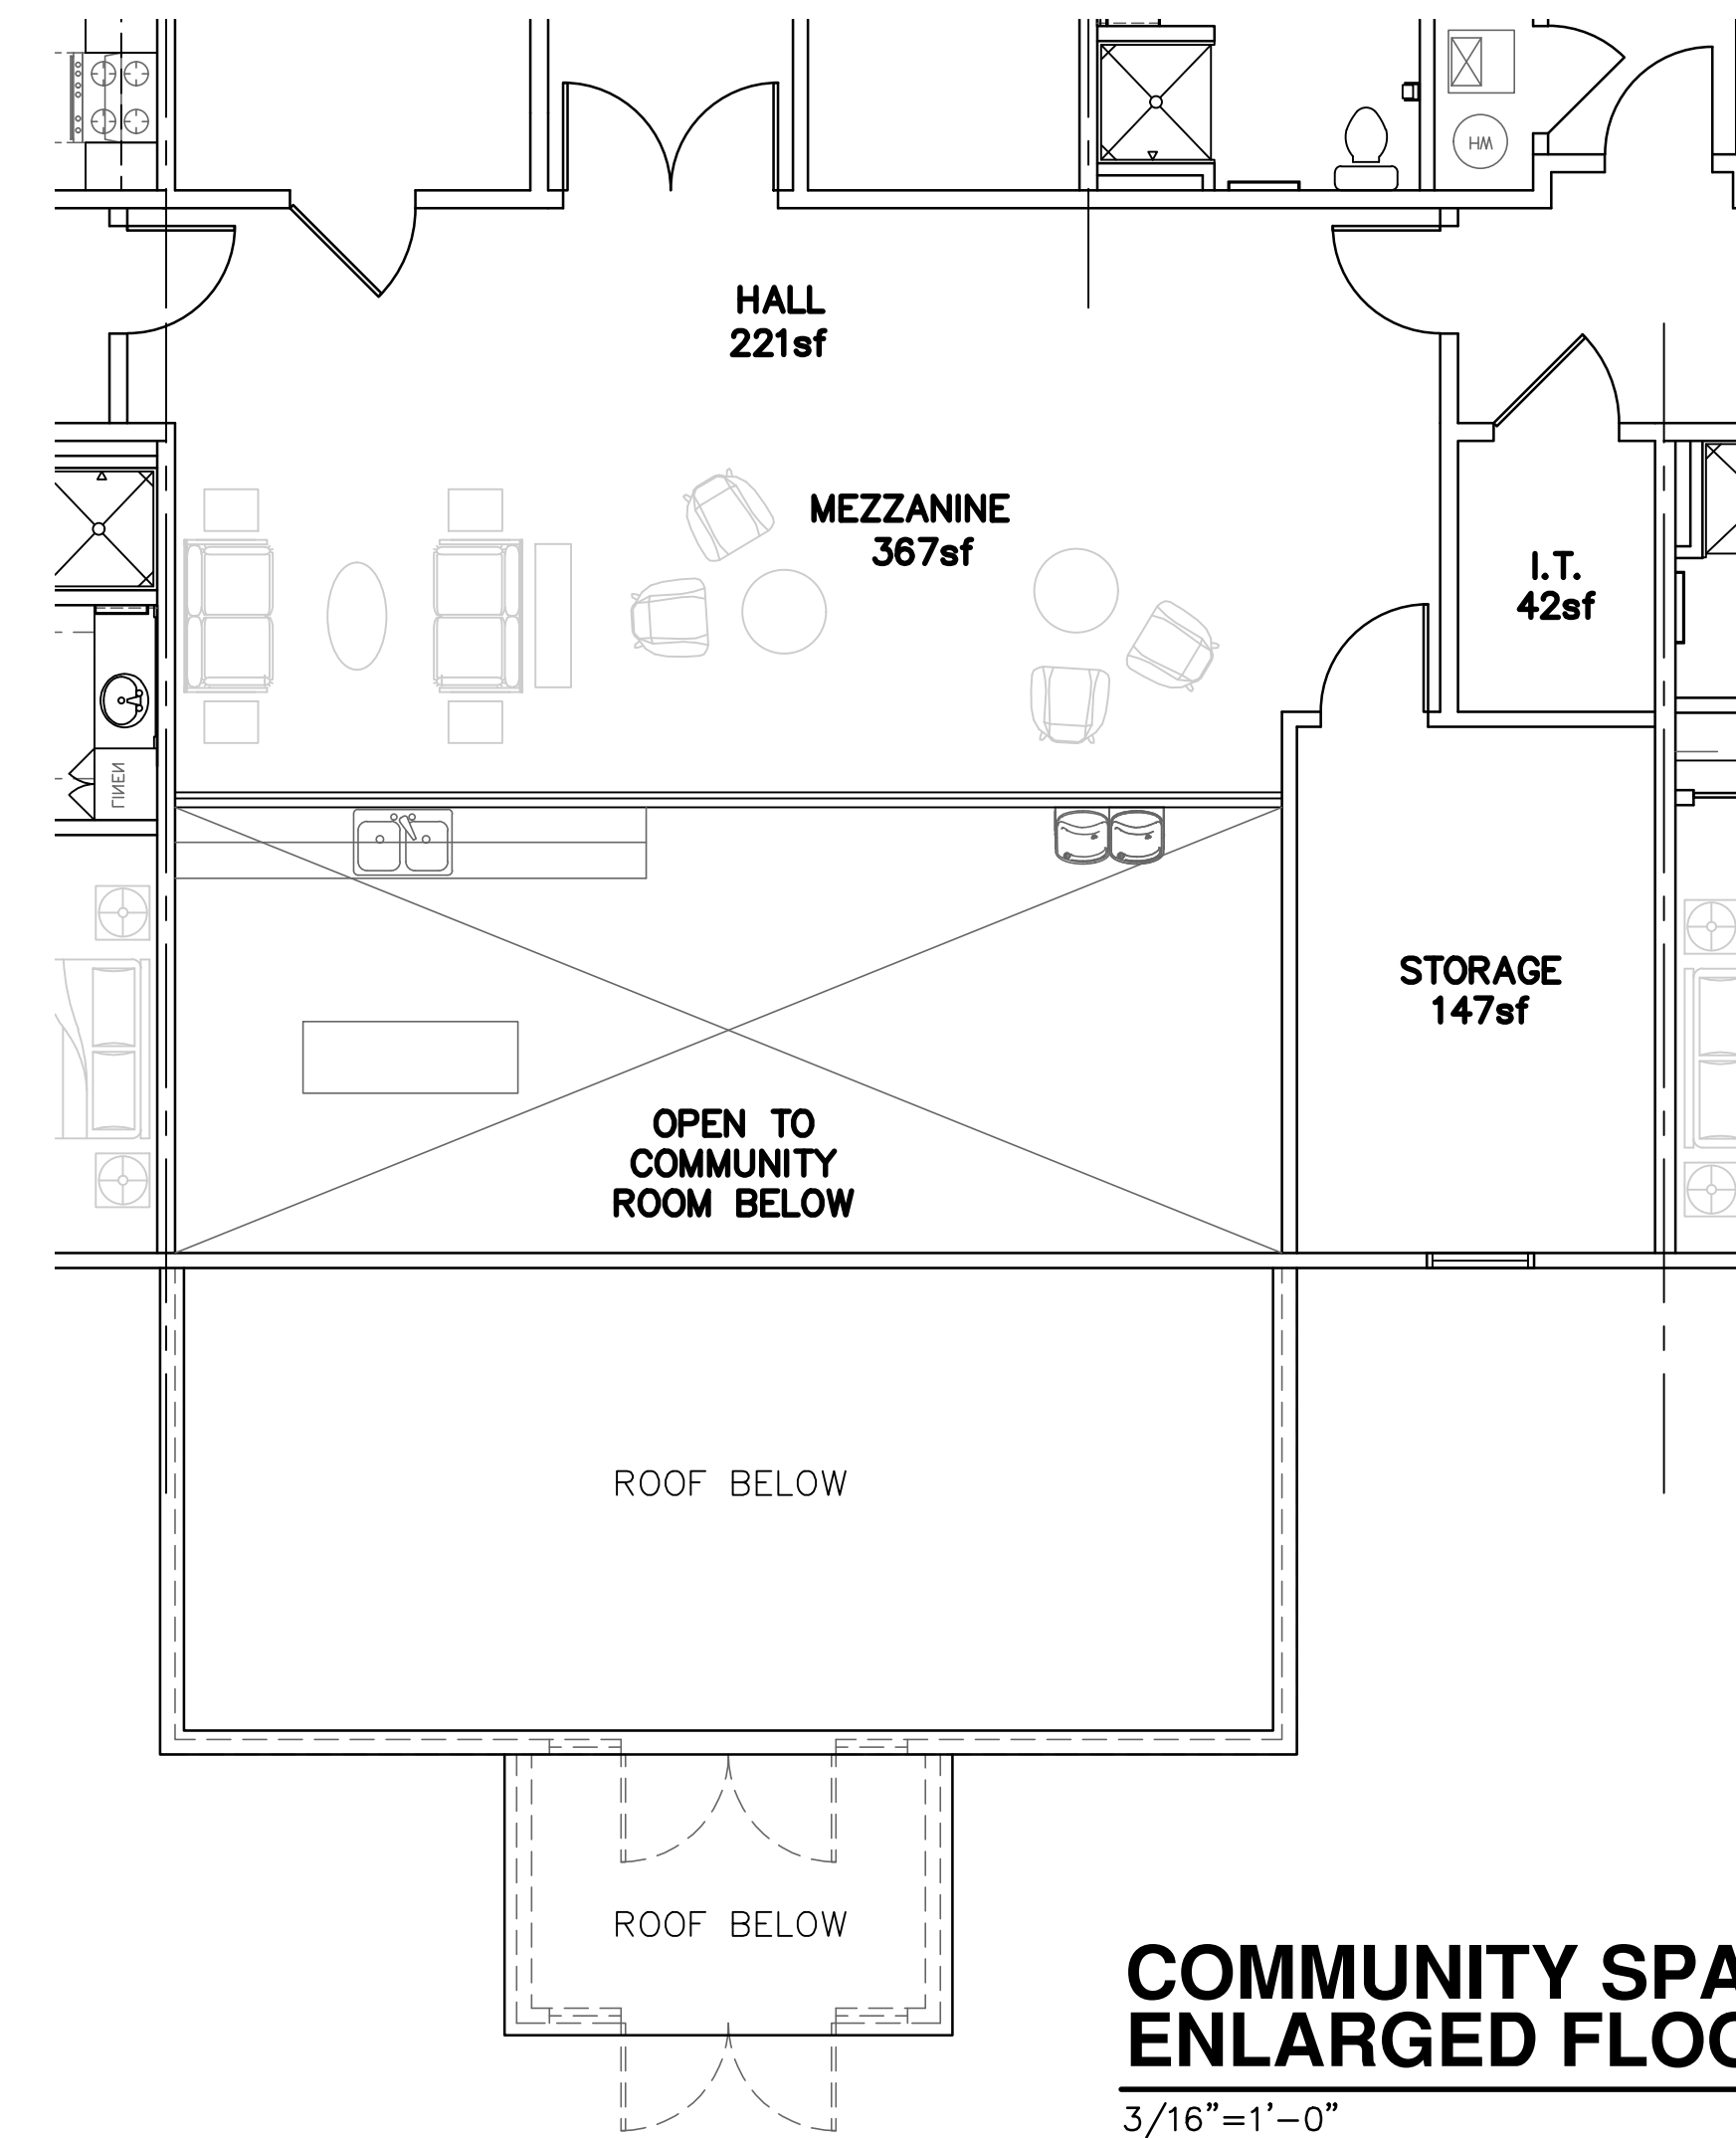 WH
HALL
221sf
MEZZANINE
367sf
I.T.
42sf
LINEN
STORAGE
147sf
OPEN TO
COMMUNITY
ROOM BELOW
ROOF BELOW
ROOF BELOW
COMMUNITY SPA
ENLARGED FLOO
3/16”=1’-0”